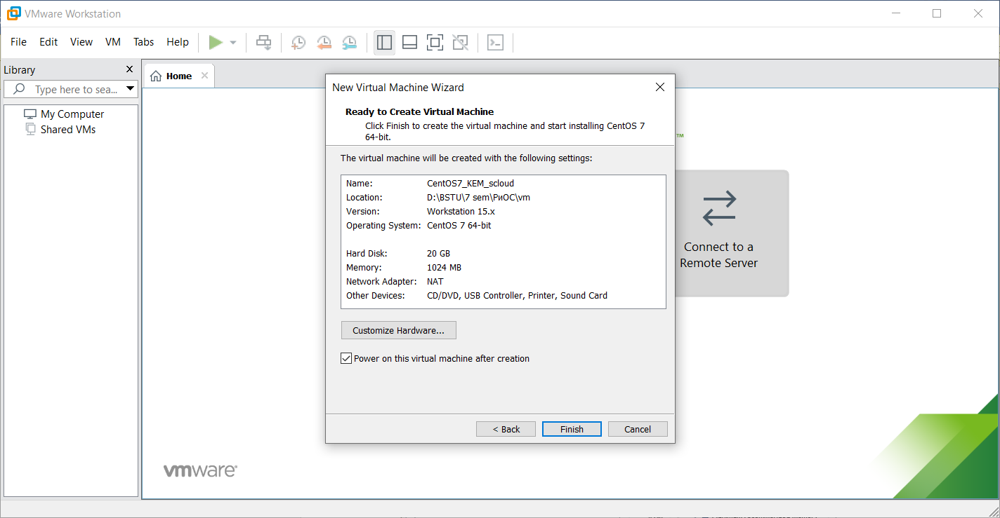 VMware Workstation
File Edit View VM Tabs Help
Library
Home
New Virtual Machine Wizard
Type here to sea...
My Computer
Shared VMs
Ready to Create Virtual Machine
Click Finish to create the virtual machine and start installing CentOS 7
64-bit.
TM
The virtual machine will be created with the following settings:
Name: CentOS7_KEM_scloud
Location: D:\BSTU\7 sem\РиОС\vm
Version: Workstation 15.x
Operating System: CentOS 7 64-bit
Hard Disk: 20 GB
Memory: 1024 MB
Network Adapter: NAT
Other Devices: CD/DVD, USB Controller, Printer, Sound Card
Connect to a
Remote Server
Customize Hardware...
Power on this virtual machine after creation
< Back Finish Cancel
vmware